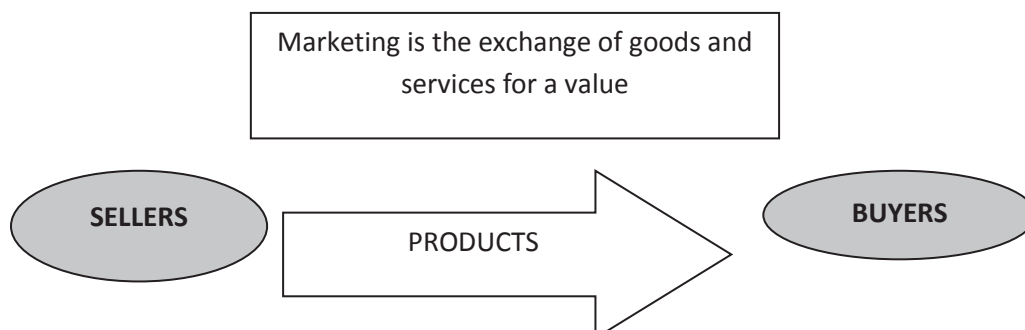 Marketing is the exchange of goods and
services for a value
SELLERS
PRODUCTS
BUYERS